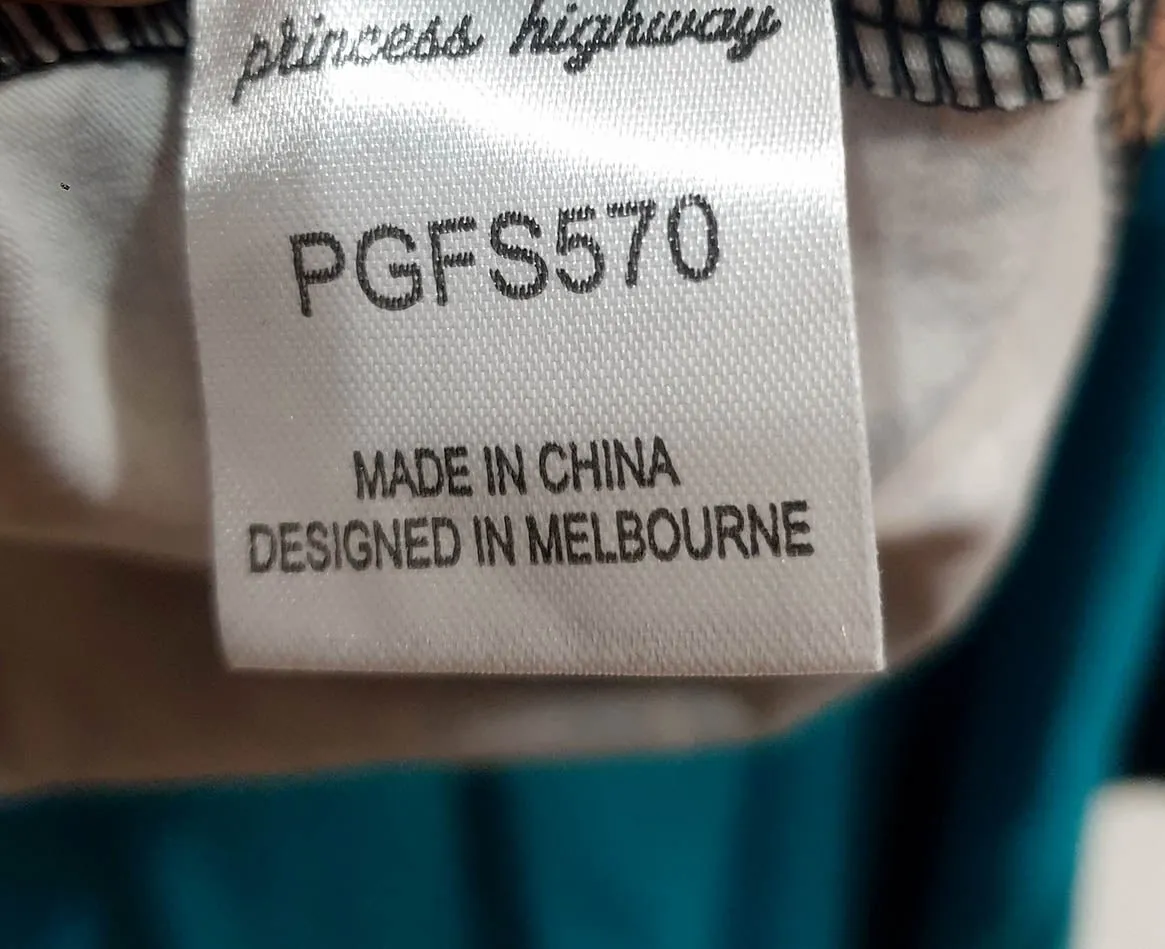 princess highway
PGFS570
MADE IN CHINA
DESIGNED IN MELBOURNE